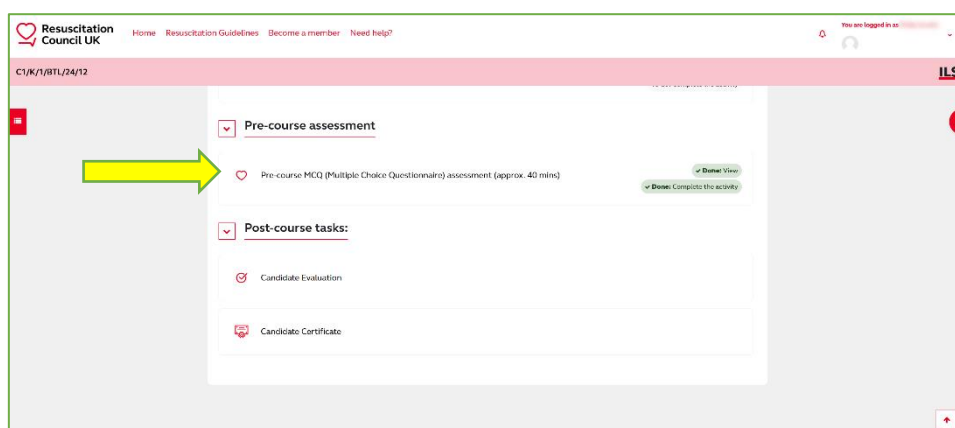 Resuscitation
Council UK
Home Resuscitation Guidelines Become a member Need help?
You are logged in as
C1/K/1/BTL/24/12
ILS
Pre-course assessment
Pre-course MCQ (Multiple Choice Questionnaire) assessment (approx. 40 mins)
Done: View
Done: Complete the activity
Post-course tasks:
Candidate Evaluation
Candidate Certificate